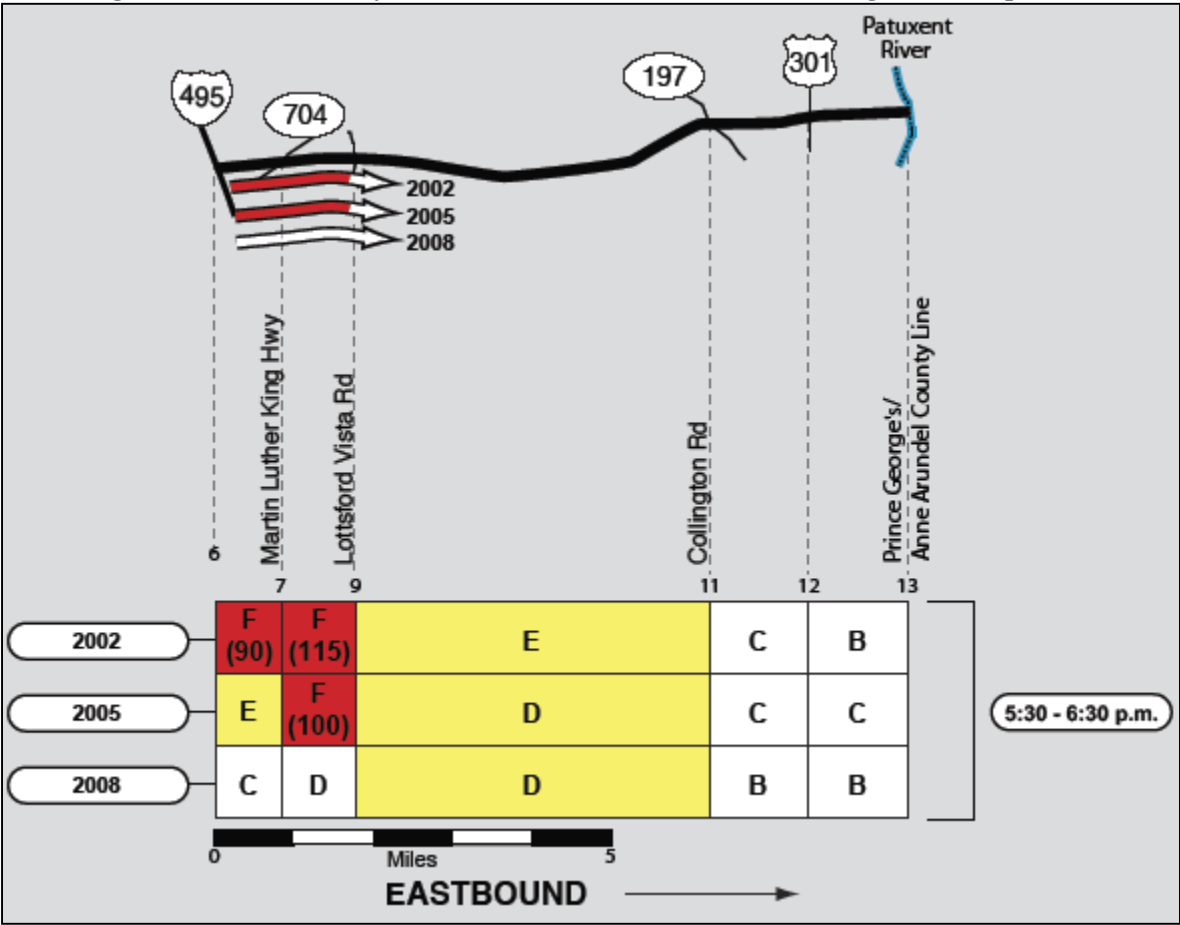 Patuxent
River
301
197
495
704
2002
2005
2008
Martin Luther King Hwy
Lottsford Vista Rd
Collington Rd
Prince George's/
Anne Arundel County Line
6
7
9
11
12
13
2002
F
(90)
F
(115)
E
C
B
2005
E
F
(100)
D
C
C
5:30 - 6:30 p.m.
2008
C
D
D
B
B
0
Miles
5
EASTBOUND